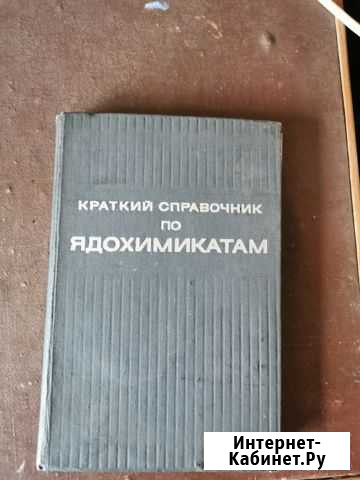 КРАТКИЙ СПРАВОЧНИК
ПО
ЯДОХИМИКАТАМ
Интернет-
Кабинет.Ру